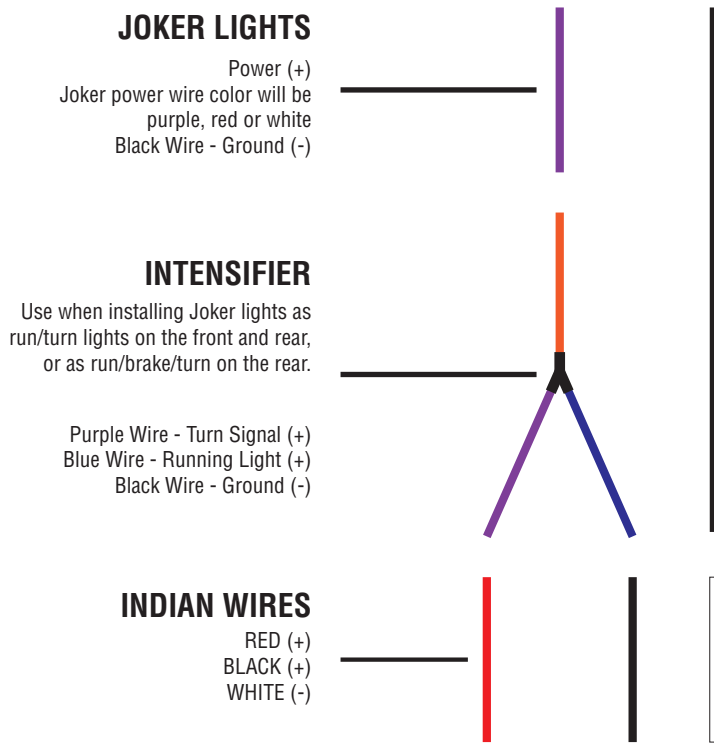 JOKER LIGHTS
Power (+)
Joker power wire color will be
purple, red or white
Black Wire - Ground (-)
INTENSIFIER
Use when installing Joker lights as
run/turn lights on the front and rear,
or as run/brake/turn on the rear.
Purple Wire - Turn Signal (+)
Blue Wire - Running Light (+)
Black Wire - Ground (-)
INDIAN WIRES
RED (+)
BLACK (+)
WHITE (-)